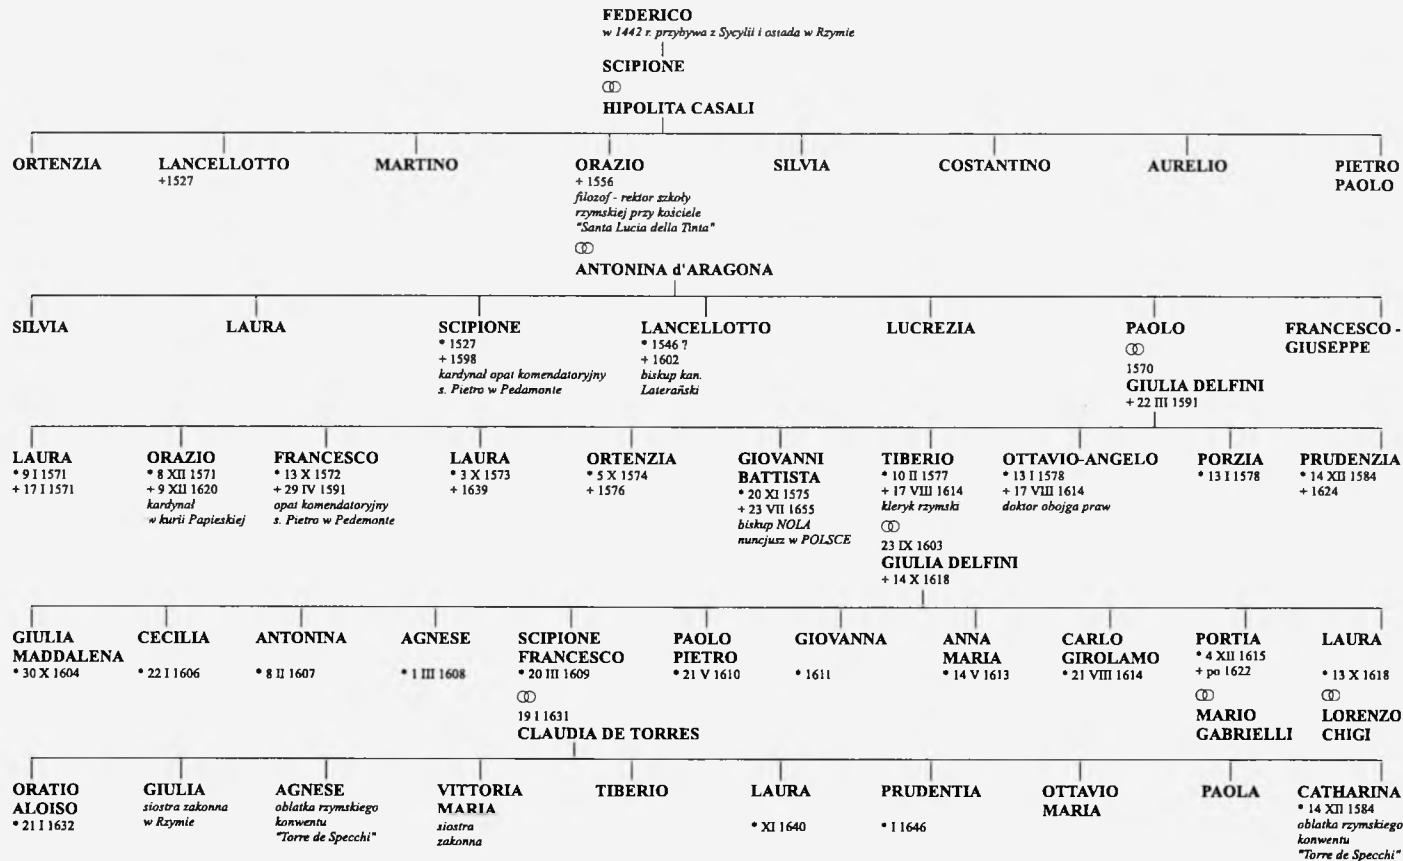 FEDERICO
w 1442 r. przybywa z Sycylii i osiada w Rzymie
SCIPIONE
HIPOLITA CASALI
ORTENZIA
LANCELLOTTO
+1527
MARTINO
ORAZIO
+ 1556
filozof - rektor szkoły
rzymskiej przy kościele
"Santa Lucia della Tinta"
ANTONINA d'ARAGONA
SILVIA
COSTANTINO
AURELIO
PIETRO
PAOLO
SILVIA
LAURA
SCIPIONE
* 1527
+ 1598
kardynał opat komendatoryjny
s. Pietro w Pedamonte
LANCELLOTTO
* 1546 ?
+ 1602
biskup kan.
Laterański
LUCREZIA
PAOLO
1570
GIULIA DELFINI
+ 22 III 1591
FRANCESCO -
GIUSEPPE
LAURA
* 9 I 1571
+ 17 I 1571
ORAZIO
* 8 XII 1571
+ 9 XII 1620
kardynał
w kurii Papieskiej
FRANCESCO
* 13 X 1572
+ 29 IV 1591
opat komendatoryjny
s. Pietro w Pedemonte
LAURA
* 3 X 1573
+ 1639
ORTENZIA
* 5 X 1574
+ 1576
GIOVANNI
BATTISTA
* 20 XI 1575
+ 23 VII 1655
biskup NOLA
nuncjusz w POLSCE
TIBERIO
* 10 II 1577
+ 17 VIII 1614
kleryk rzymski
23 IX 1603
GIULIA DELFINI
+ 14 X 1618
OTTAVIO-ANGELO
* 13 I 1578
+ 17 VIII 1614
doktor obojga praw
PORZIA
* 13 I 1578
PRUDENZIA
* 14 XII 1584
+ 1624
GIULIA
MADDALENA
* 30 X 1604
CECILIA
* 22 I 1606
ANTONINA
* 8 II 1607
AGNESE
* 1 III 1608
SCIPIONE
FRANCESCO
* 20 III 1609
19 I 1631
CLAUDIA DE TORRES
PAOLO
PIETRO
* 21 V 1610
GIOVANNA
* 1611
ANNA
MARIA
* 14 V 1613
CARLO
GIROLAMO
* 21 VIII 1614
PORTIA
* 4 XII 1615
+ po 1622
MARIO
GABRIELLI
LAURA
* 13 X 1618
LORENZO
CHIGI
ORATIO
ALOISO
* 21 I 1632
GIULIA
siostra zakonna
w Rzymie
AGNESE
oblatka rzymskiego
konwentu
"Torre de Specchi"
VITTORIA
MARIA
siostra
zakonna
TIBERIO
LAURA
* XI 1640
PRUDENTIA
* I 1646
OTTAVIO
MARIA
PAOLA
CATHARINA
* 14 XII 1584
oblatka rzymskiego
konwentu
"Torre de Specchi"